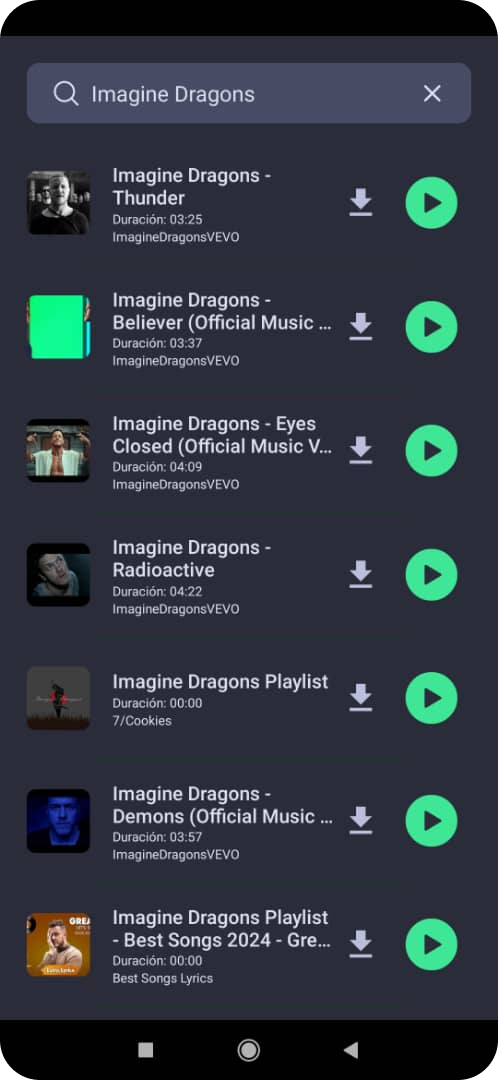 Imagine Dragons
Imagine Dragons -
Thunder
Duración: 03:25
ImagineDragonsVEVO
Imagine Dragons -
Believer (Official Music ...
Duración: 03:37
ImagineDragonsVEVO
Imagine Dragons - Eyes
Closed (Official Music V...
Duración: 04:09
ImagineDragonsVEVO
Imagine Dragons -
Radioactive
Duración: 04:22
ImagineDragonsVEVO
Imagine Dragons Playlist
Duración: 00:00
7/Cookies
Imagine Dragons -
Demons (Official Music ...
Duración: 03:57
ImagineDragonsVEVO
GREA
Imagine Dragons Playlist
- Best Songs 2024 - Gre...
Duración: 00:00
Best Songs Lyrics